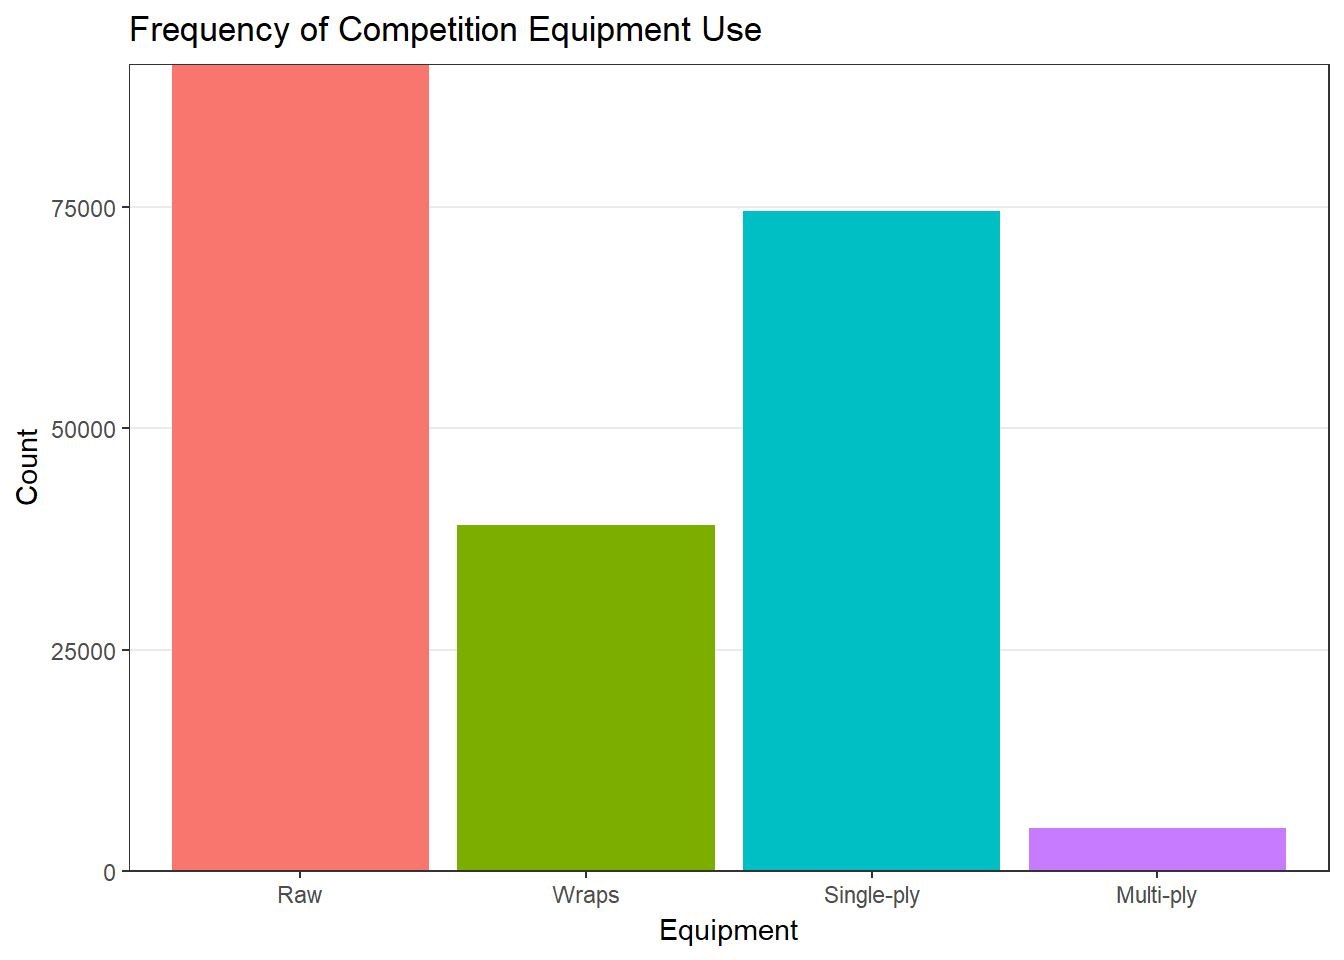 Frequency of Competition Equipment Use
75000
50000
25000
0
Count
Raw
Wraps
Single-ply
Multi-ply
Equipment